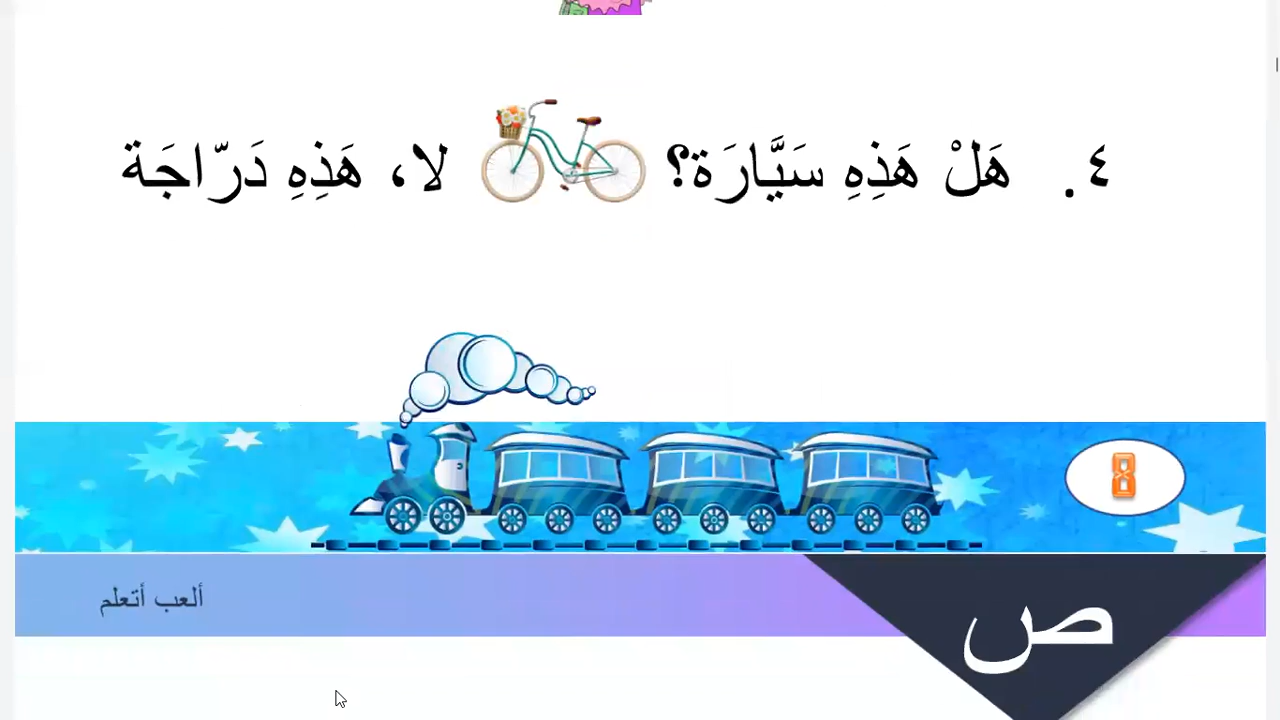 ٤. هَلْ هَذِهِ سَيَّارَة؟ لا، هَذِهِ دَرّاجَة
8
ص
ألعب أتعلم